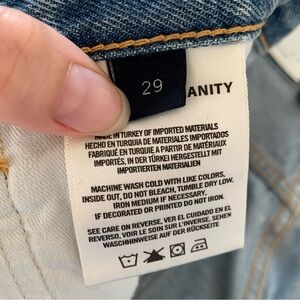 29
ANITY
MADE IN TURKEY OF IMPORTED MATERIALS
HECHO EN TURQUIA DE MATERIALES IMPORTADOS
FABRIQUÉ EN TURQUIE A PARTIR DE MATÉRIAUX
IMPORTÉS, IN DER TÜRKEI HERGESTELLT MIT
IMPORTIERTEN MATERIALIEN
MACHINE WASH COLD WITH LIKE COLORS,
INSIDE OUT, DO NOT BLEACH, TUMBLE DRY LOW,
IRON MEDIUM IF NECESSARY.
IF DECORATED OR PRINTED DO NOT IRON.
SEE CARE ON REVERSE, VER EL CUIDADO EN EL
REVERSO, VOIR LE SOIN SUR L'INVERSE. SEHEN
WASCHHINWEISE AUF DER RÜCKSEITE